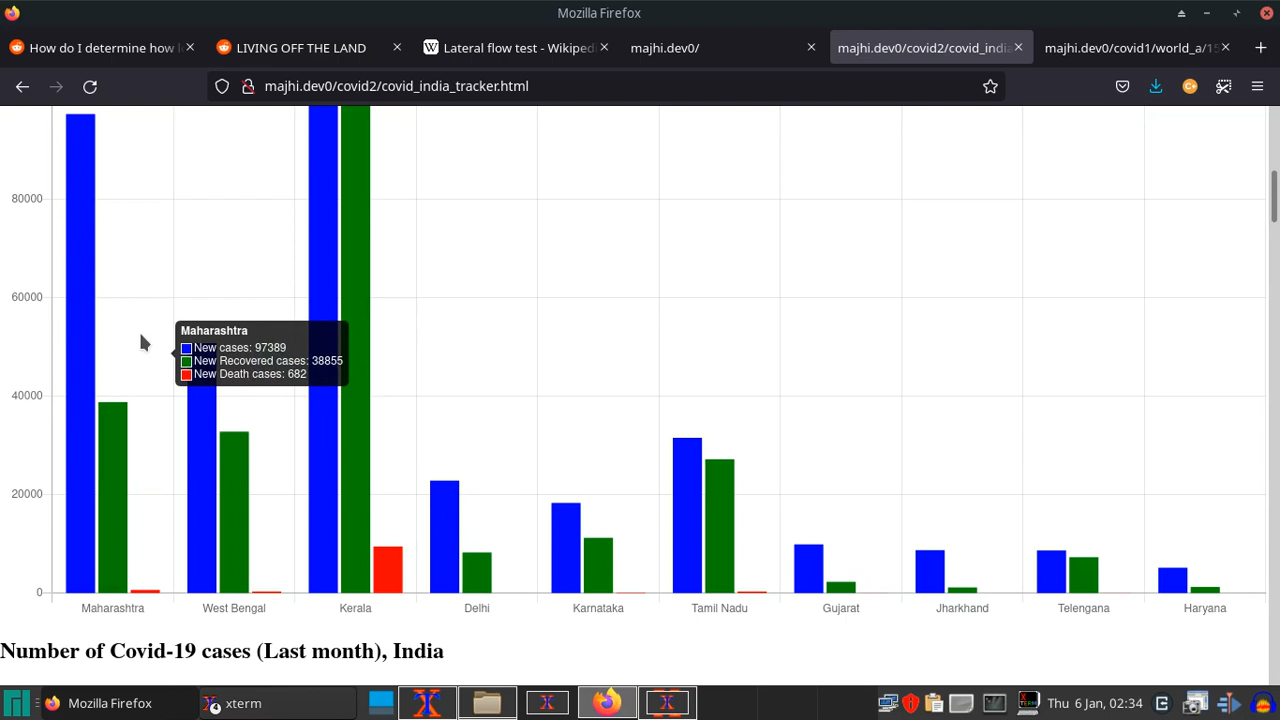 Mozilla Firefox
How do I determine how l
LIVING OFF THE LAND
Lateral flow test - Wikiped
majhi.dev0/
majhi.dev0/covid2/covid_india
majhi.dev0/covid1/world_a/15
majhi.dev0/covid2/covid_india_tracker.html
80000
60000
40000
20000
0
Maharashtra
New cases: 97389
New Recovered cases: 38855
New Death cases: 682
Maharashtra
West Bengal
Kerala
Delhi
Karnataka
Tamil Nadu
Gujarat
Jharkhand
Telengana
Haryana
Number of Covid-19 cases (Last month), India
Mozilla Firefox
xterm
Thu 6 Jan, 02:34